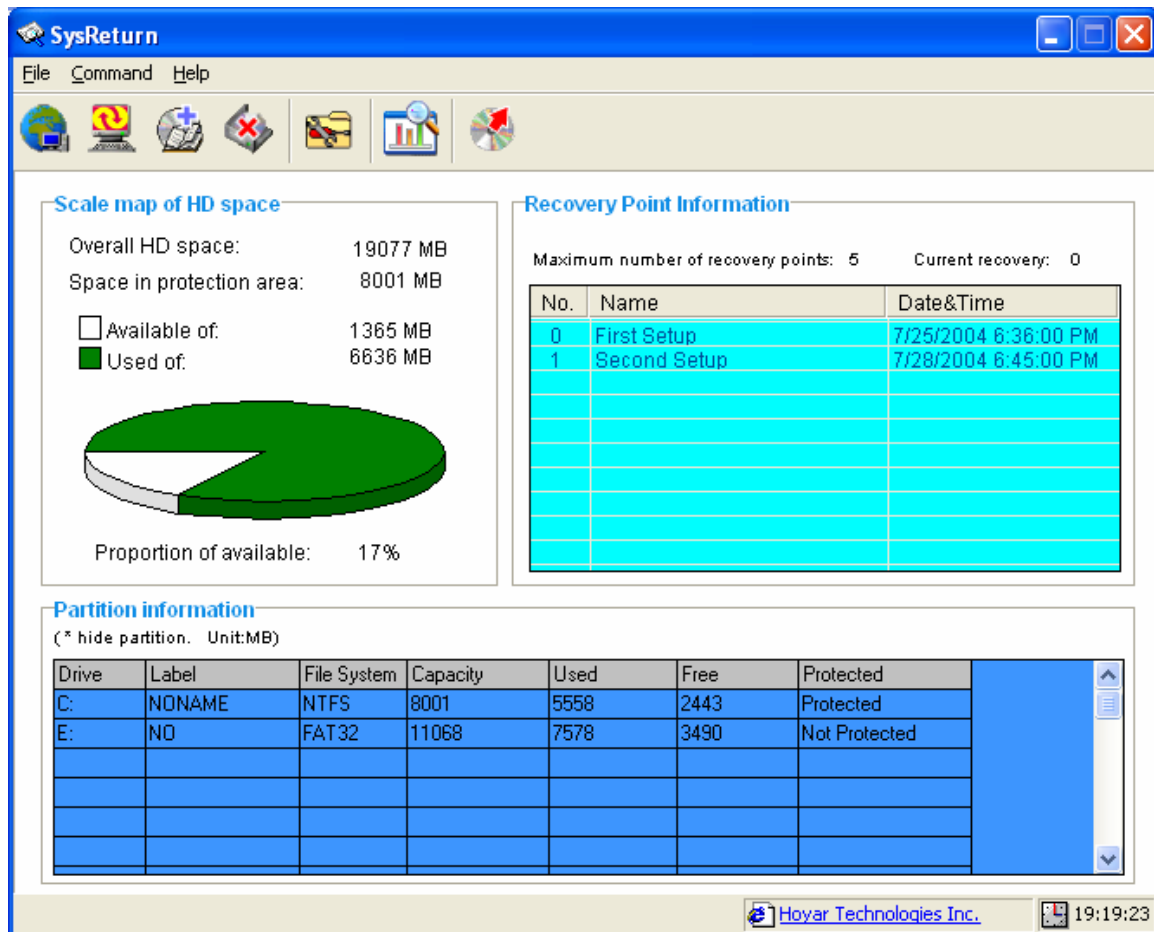 SysReturn
File Command Help
Scale map of HD space
Overall HD space: 19077 MB
Space in protection area: 8001 MB
Available of: 1365 MB
Used of: 6636 MB
Proportion of available: 17%
Recovery Point Information
Maximum number of recovery points: 5 Current recovery: 0
No. Name Date&Time
0 First Setup 7/25/2004 6:36:00 PM
1 Second Setup 7/28/2004 6:45:00 PM
Partition information
(* hide partition. Unit:MB)
Drive Label File System Capacity Used Free Protected
C: NONAME NTFS 8001 5558 2443 Protected
E: NO FAT32 11068 7578 3490 Not Protected
Hoyar Technologies Inc. 19:19:23